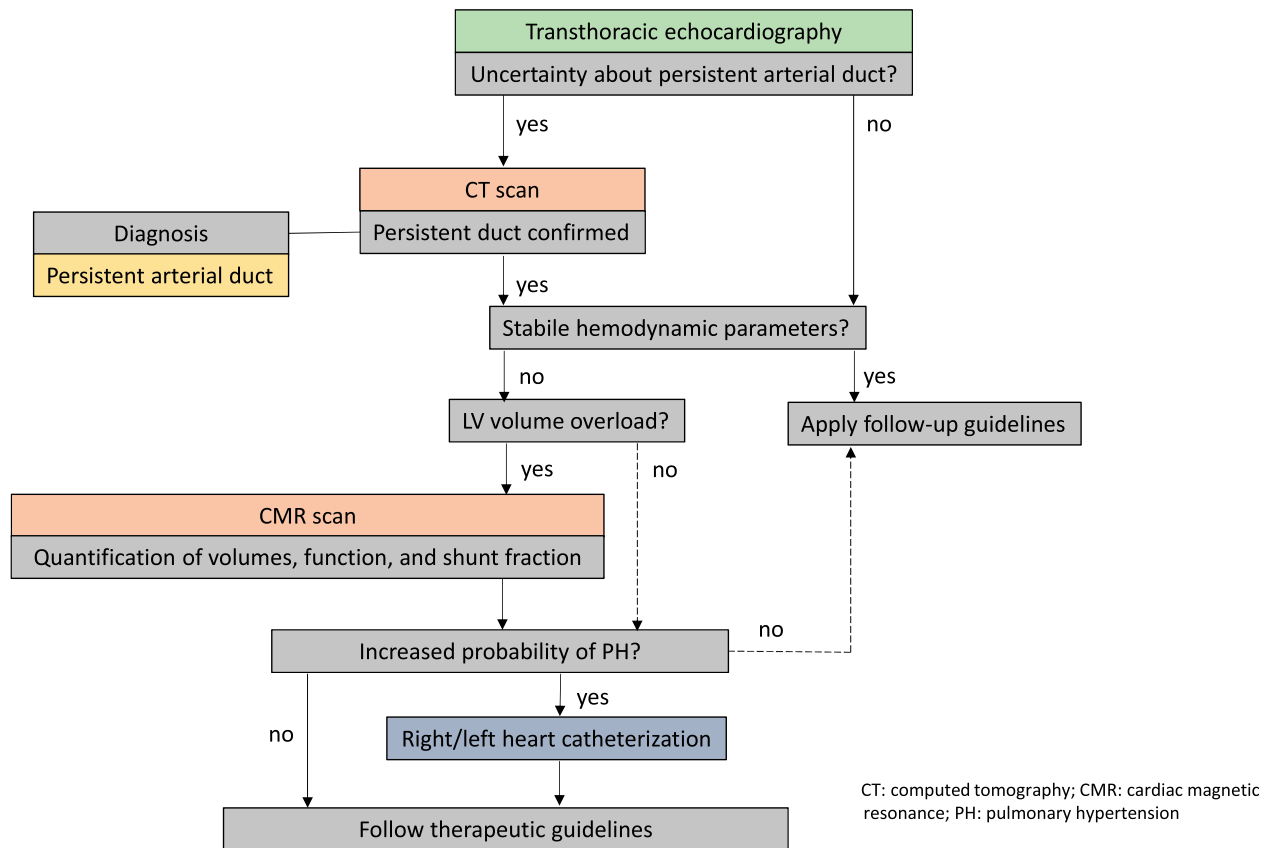 Transthoracic echocardiography
Uncertainty about persistent arterial duct?
yes
no
CT scan
Persistent duct confirmed
Diagnosis
Persistent arterial duct
yes
Stabile hemodynamic parameters?
no
yes
LV volume overload?
Apply follow-up guidelines
yes
no
CMR scan
Quantification of volumes, function, and shunt fraction
Increased probability of PH?
no
no
yes
Right/left heart catheterization
Follow therapeutic guidelines
CT: computed tomography; CMR: cardiac magnetic
resonance; PH: pulmonary hypertension